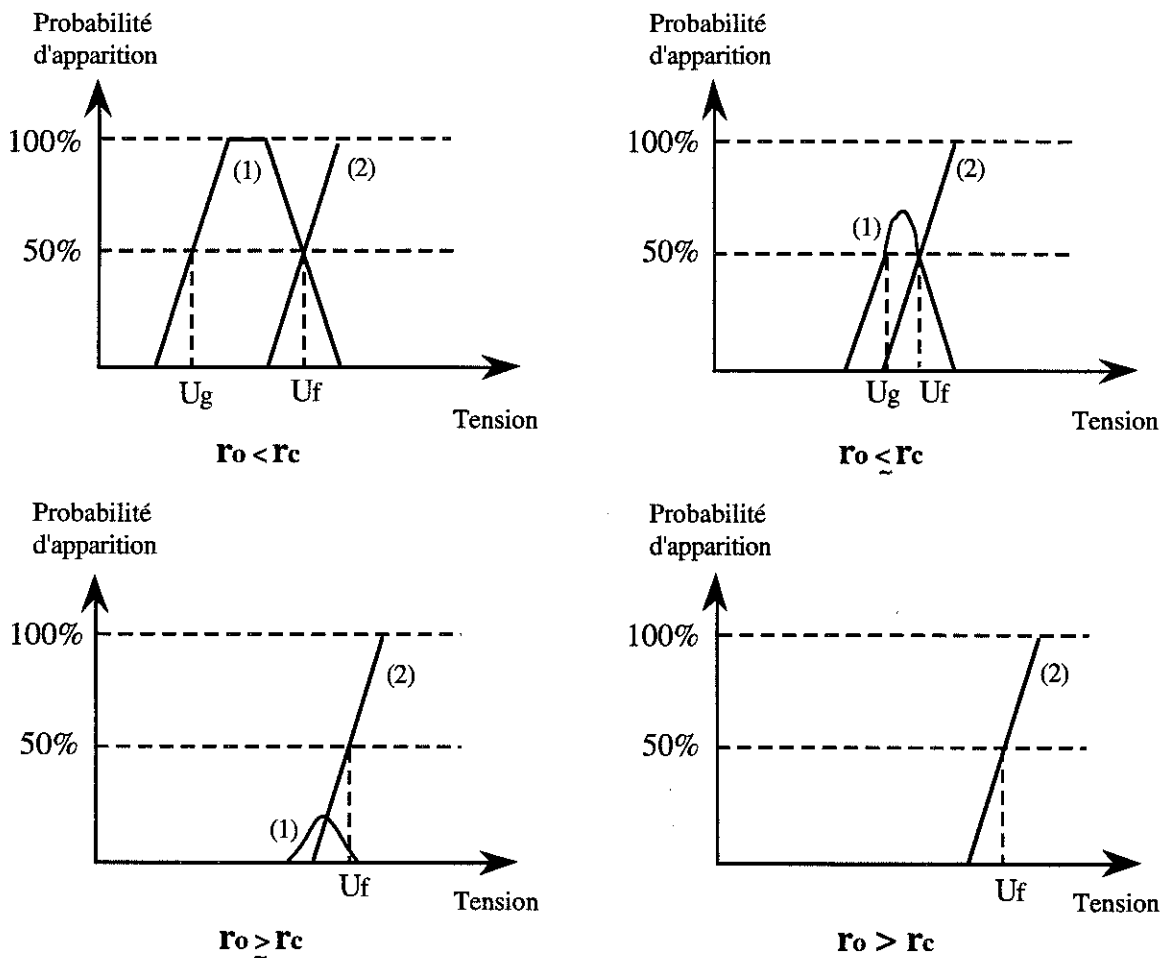 Probabilité
d'apparition
100%
(1)
(2)
50%
Ug
Uf
Tension
ro < rc
Probabilité
d'apparition
100%
(2)
(1)
50%
Ug
Uf
Tension
ro ≲ rc
Probabilité
d'apparition
100%
(2)
50%
(1)
Uf
Tension
ro ≳ rc
Probabilité
d'apparition
100%
(2)
50%
Uf
Tension
ro > rc